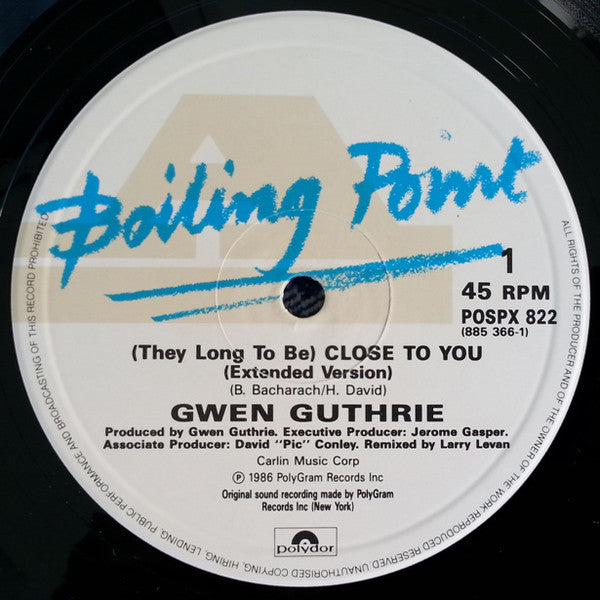 Boiling Point
1
45 RPM
POSPX 822
(885 366-1)
(They Long To Be) CLOSE TO YOU
(Extended Version)
(B. Bacharach/H. David)
GWEN GUTHRIE
Produced by Gwen Guthrie. Executive Producer: Jerome Gasper.
Associate Producer: David "Pic" Conley. Remixed by Larry Levan
Carlin Music Corp
Ⓟ 1986 PolyGram Records Inc
Original sound recording made by PolyGram
Records Inc (New York)
polydor
ALL RIGHTS OF THE PRODUCER AND OF THE OWNER OF THE WORK REPRODUCED RESERVED UNAUTHORISED COPYING, HIRING, LENDING, PUBLIC PERFORMANCE AND BROADCASTING OF THIS RECORD PROHIBITED